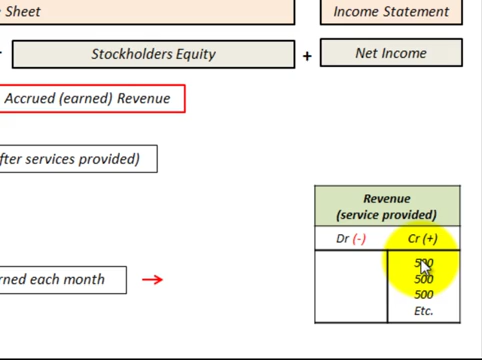 Sheet
Income Statement
Stockholders Equity
+
Net Income
Accrued (earned) Revenue
fter services provided)
Revenue
(service provided)
Dr (-)
Cr (+)
500
500
500
Etc.
rned each month